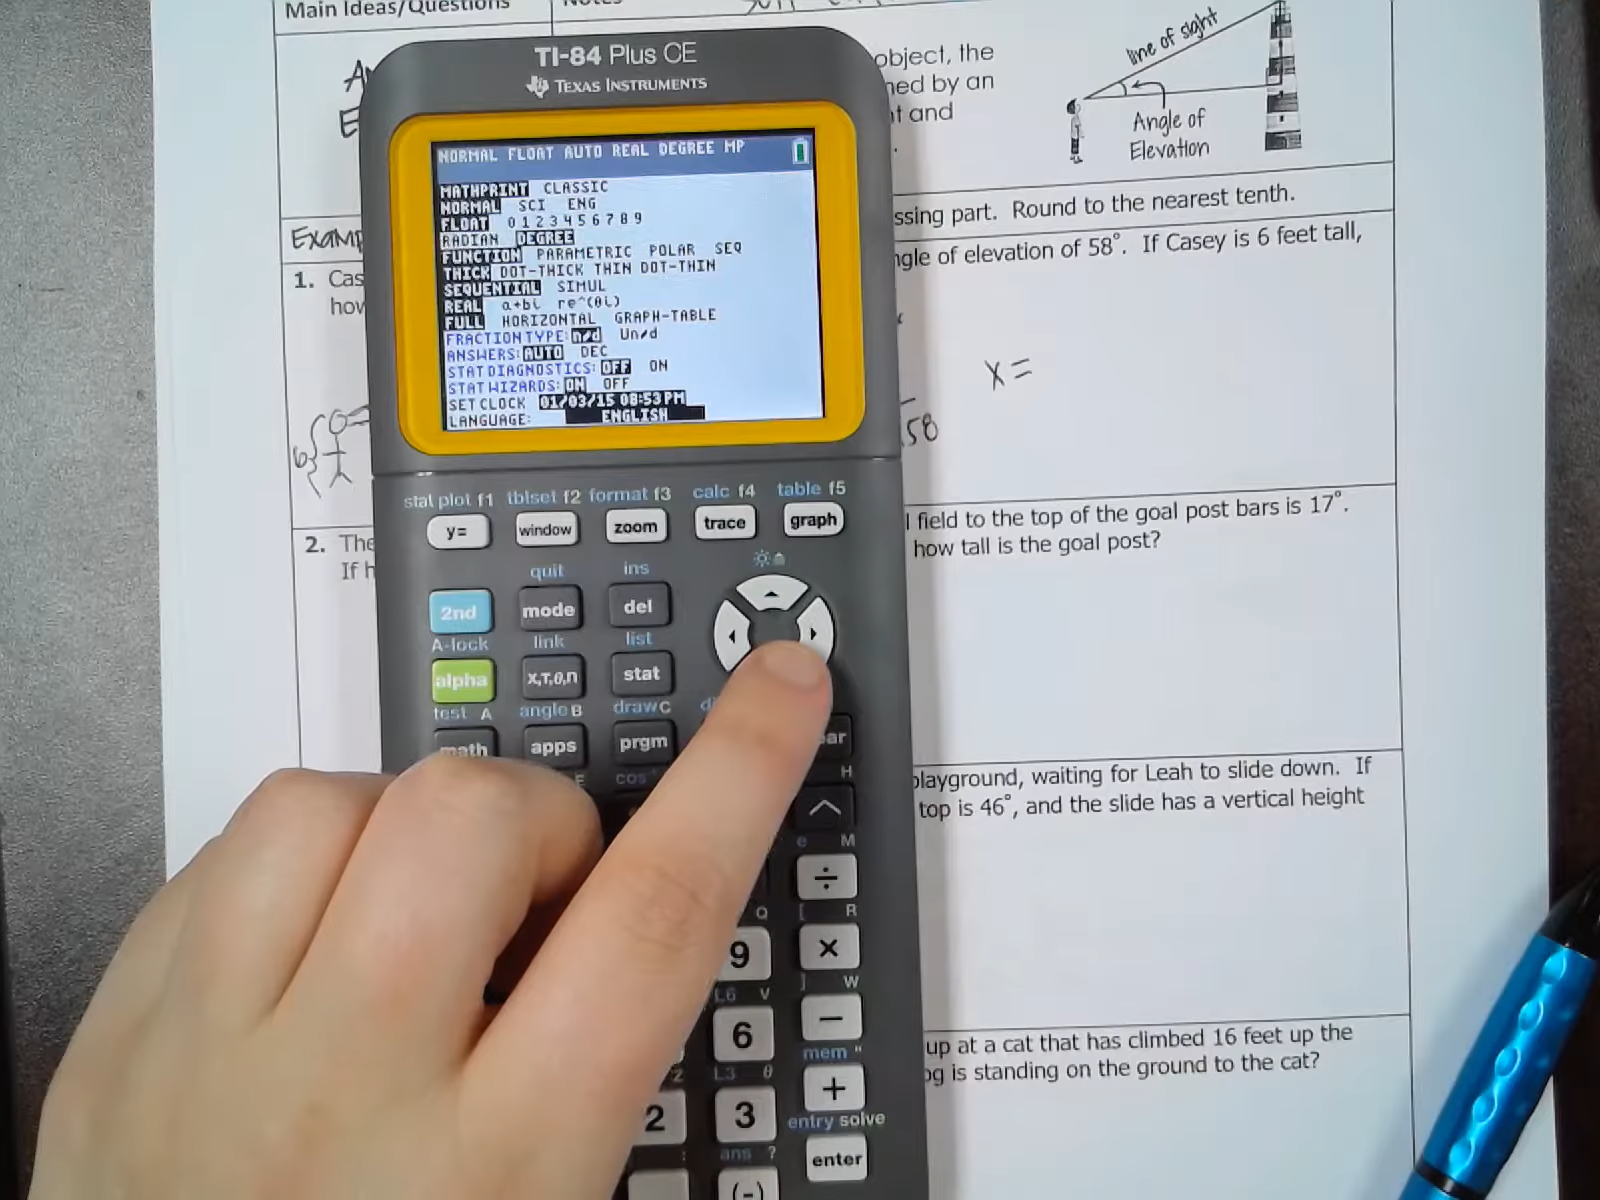 Main Ideas/Questions
Notes
object, the
ned by an
t and
line of sight
Angle of
Elevation
ssing part. Round to the nearest tenth.
EXAMP
1. Cas
how
ngle of elevation of 58°. If Casey is 6 feet tall,
x =
58
6
2. The
If h
l field to the top of the goal post bars is 17°.
how tall is the goal post?
playground, waiting for Leah to slide down. If
top is 46°, and the slide has a vertical height
up at a cat that has climbed 16 feet up the
og is standing on the ground to the cat?
TI-84 Plus CE
TEXAS INSTRUMENTS
NORMAL FLOAT AUTO REAL DEGREE MP
MATHPRINT CLASSIC
NORMAL SCI ENG
FLOAT 0 1 2 3 4 5 6 7 8 9
RADIAN DEGREE
FUNCTION PARAMETRIC POLAR SEQ
THICK DOT-THICK THIN DOT-THIN
SEQUENTIAL SIMUL
REAL a+bi re^(θi)
FULL HORIZONTAL GRAPH-TABLE
FRACTION TYPE: n/d Un/d
ANSWERS: AUTO DEC
STAT DIAGNOSTICS: OFF ON
STAT WIZARDS: ON OFF
SET CLOCK 01/03/15 08:53 PM
LANGUAGE: ENGLISH
stat plot f1 tblset f2 format f3 calc f4 table f5
y= window zoom trace graph
quit ins
2nd mode del
A-lock link list
alpha X,T,θ,n stat
test A angle B draw C
math apps prgm
ar
cos
H
^
e M
÷
Q [ R
9 ×
L6 V ] W
6 −
mem "
+
L3 θ
2 3
entry solve
enter
ans ?
(-)